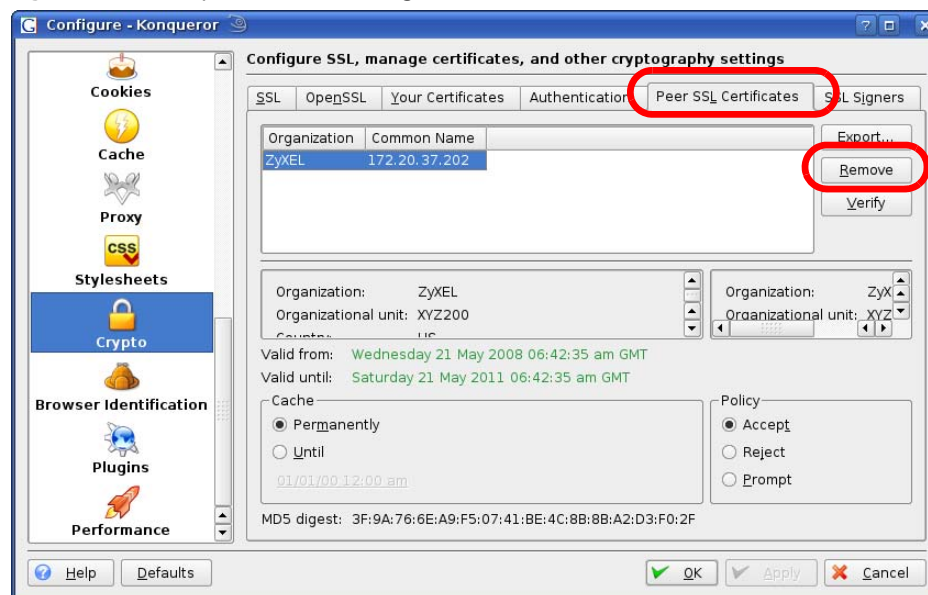 Configure - Konqueror
Cookies
Cache
Proxy
CSS
Stylesheets
Crypto
Browser Identification
Plugins
Performance
Configure SSL, manage certificates, and other cryptography settings
SSL OpenSSL Your Certificates Authentication Peer SSL Certificates SSL Signers
Organization Common Name
ZyXEL 172.20.37.202
Export...
Remove
Verify
Organization: ZyXEL
Organizational unit: XYZ200
Country: US
Organization: ZyX
Organizational unit: XYZ
Valid from: Wednesday 21 May 2008 06:42:35 am GMT
Valid until: Saturday 21 May 2011 06:42:35 am GMT
Cache
Permanently
Until
01/01/00 12:00 am
Policy
Accept
Reject
Prompt
MD5 digest: 3F:9A:76:6E:A9:F5:07:41:BE:4C:8B:8B:A2:D3:F0:2F
Help Defaults OK Apply Cancel